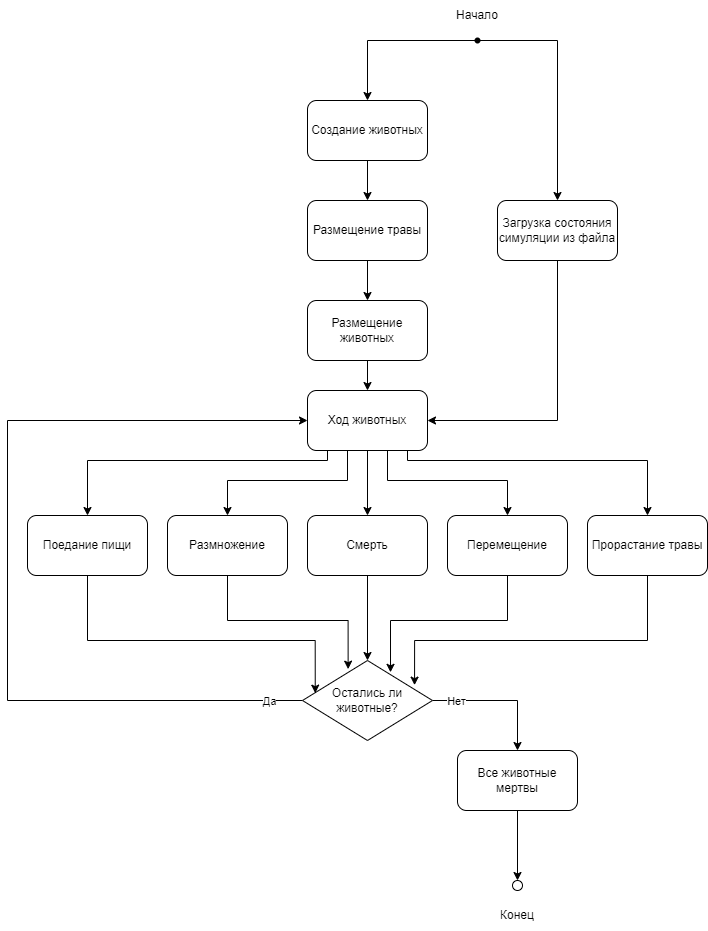 Начало
Создание животных
Размещение травы
Загрузка состояния
симуляции из файла
Размещение
животных
Ход животных
Поедание пищи
Размножение
Смерть
Перемещение
Прорастание травы
Остались ли
животные?
Да
Нет
Все животные
мертвы
Конец